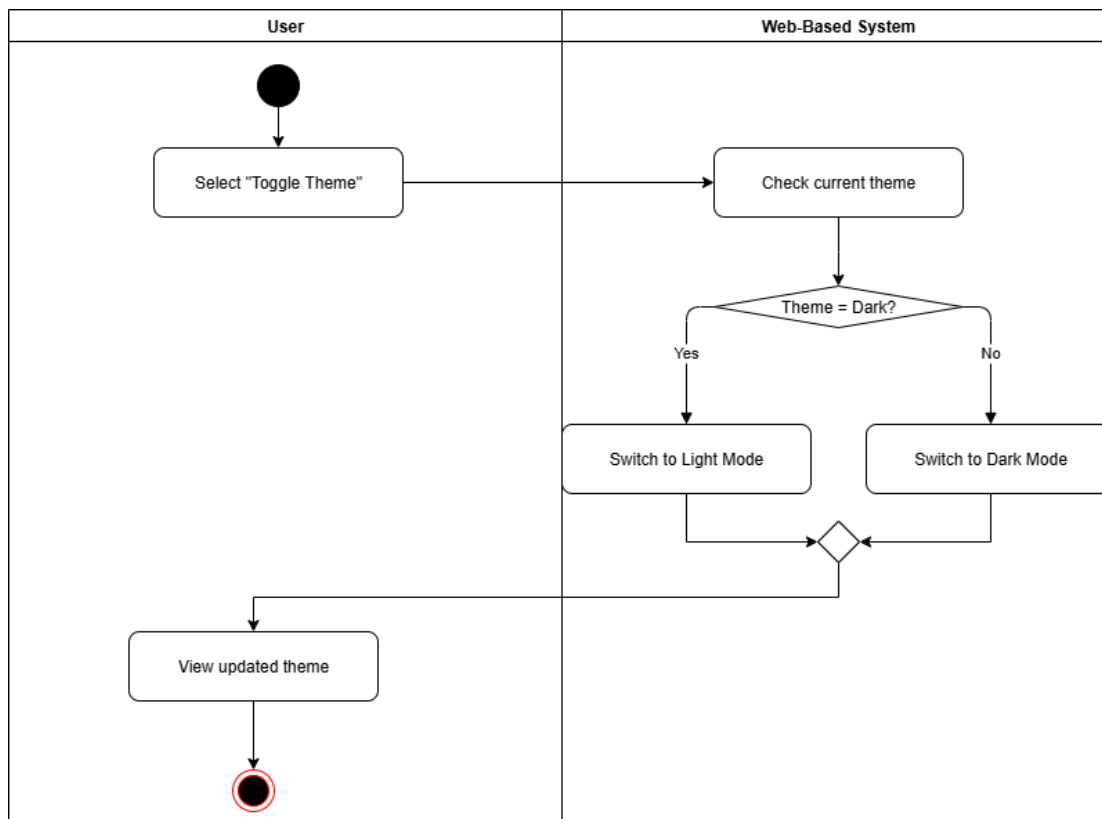 User
Web-Based System
Select "Toggle Theme"
Check current theme
Theme = Dark?
Yes
No
Switch to Light Mode
Switch to Dark Mode
View updated theme